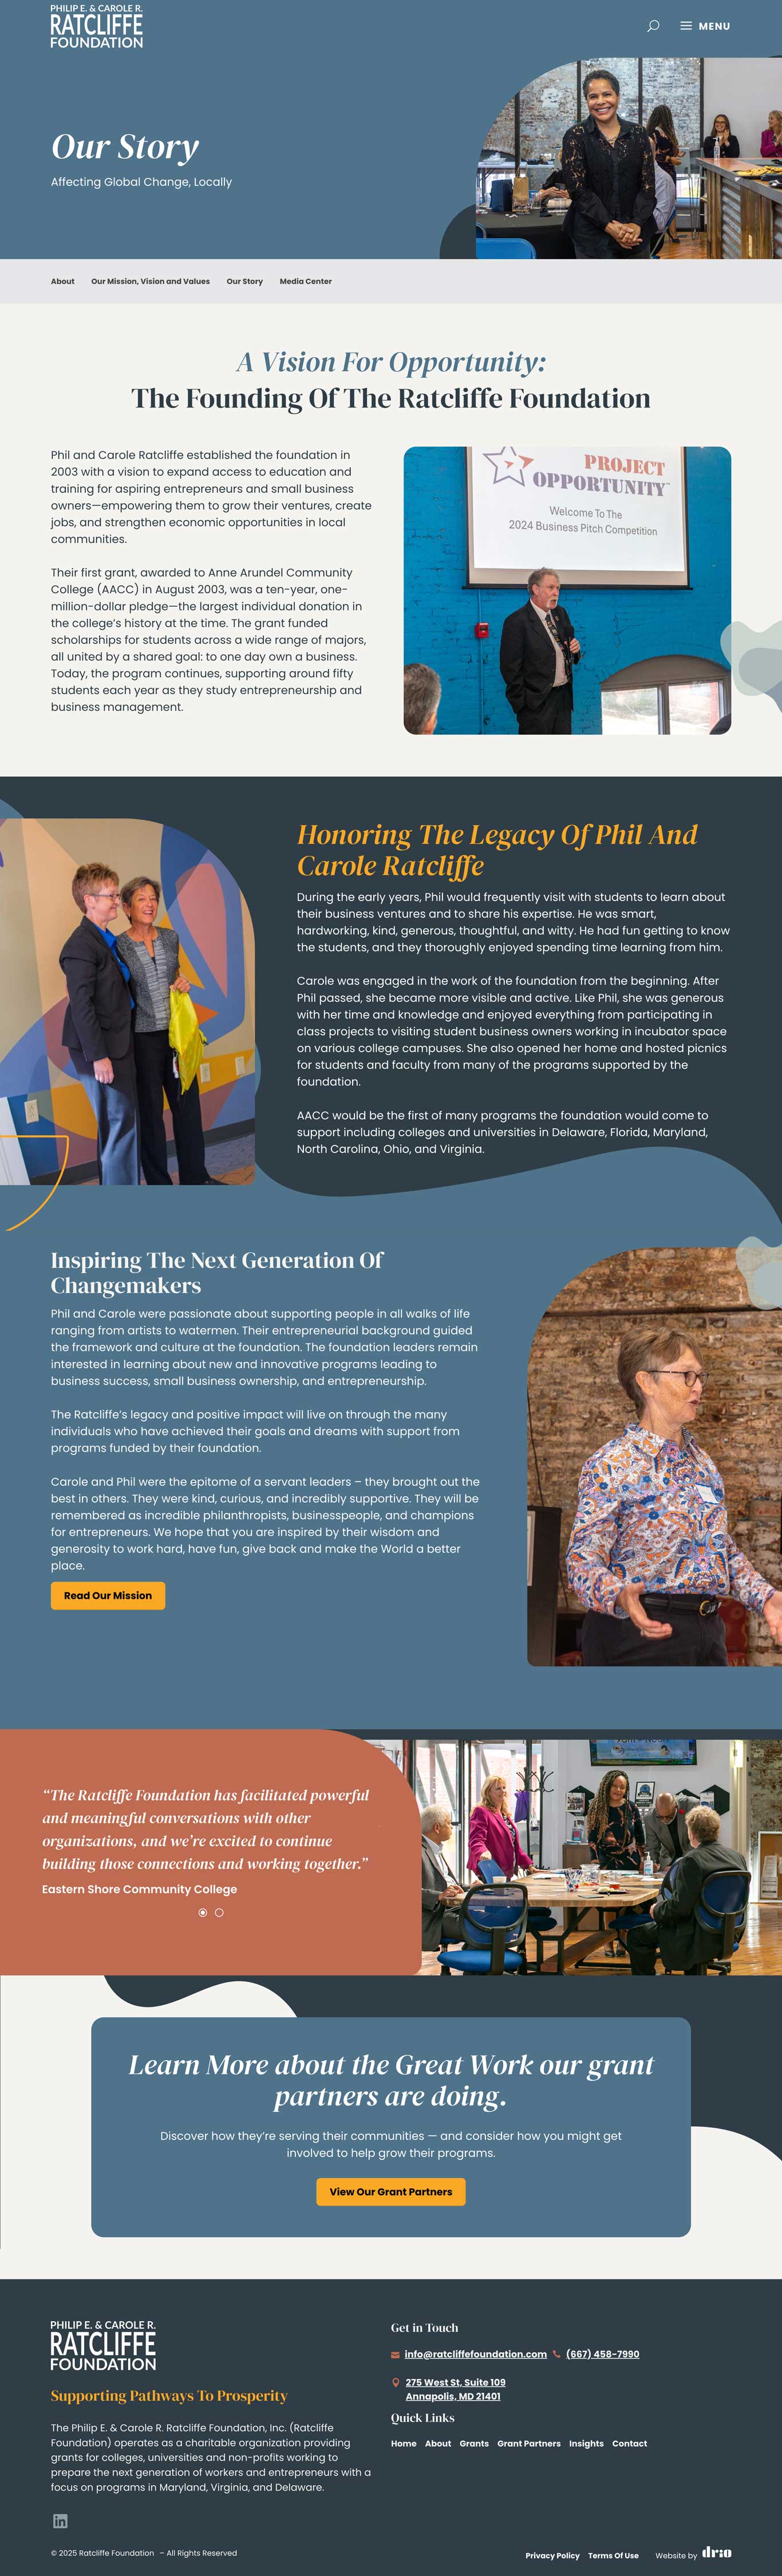 PHILIP E. & CAROLE R.
RATCLIFFE
FOUNDATION
MENU
Our Story
Affecting Global Change, Locally
About Our Mission, Vision and Values Our Story Media Center
A Vision For Opportunity:
The Founding Of The Ratcliffe Foundation
Phil and Carole Ratcliffe established the foundation in
2003 with a vision to expand access to education and
training for aspiring entrepreneurs and small business
owners—empowering them to grow their ventures, create
jobs, and strengthen economic opportunities in local
communities.
Their first grant, awarded to Anne Arundel Community
College (AACC) in August 2003, was a ten-year, one-
million-dollar pledge—the largest individual donation in
the college's history at the time. The grant funded
scholarships for students across a wide range of majors,
all united by a shared goal: to one day own a business.
Today, the program continues, supporting around fifty
students each year as they study entrepreneurship and
business management.
PROJECT
OPPORTUNITY™
Welcome To The
2024 Business Pitch Competition
Honoring The Legacy Of Phil And
Carole Ratcliffe
During the early years, Phil would frequently visit with students to learn about
their business ventures and to share his expertise. He was smart,
hardworking, kind, generous, thoughtful, and witty. He had fun getting to know
the students, and they thoroughly enjoyed spending time learning from him.
Carole was engaged in the work of the foundation from the beginning. After
Phil passed, she became more visible and active. Like Phil, she was generous
with her time and knowledge and enjoyed everything from participating in
class projects to visiting student business owners working in incubator space
on various college campuses. She also opened her home and hosted picnics
for students and faculty from many of the programs supported by the
foundation.
AACC would be the first of many programs the foundation would come to
support including colleges and universities in Delaware, Florida, Maryland,
North Carolina, Ohio, and Virginia.
Inspiring The Next Generation Of
Changemakers
Phil and Carole were passionate about supporting people in all walks of life
ranging from artists to watermen. Their entrepreneurial background guided
the framework and culture at the foundation. The foundation leaders remain
interested in learning about new and innovative programs leading to
business success, small business ownership, and entrepreneurship.
The Ratcliffe's legacy and positive impact will live on through the many
individuals who have achieved their goals and dreams with support from
programs funded by their foundation.
Carole and Phil were the epitome of a servant leaders – they brought out the
best in others. They were kind, curious, and incredibly supportive. They will be
remembered as incredible philanthropists, businesspeople, and champions
for entrepreneurs. We hope that you are inspired by their wisdom and
generosity to work hard, have fun, give back and make the World a better
place.
Read Our Mission
“The Ratcliffe Foundation has facilitated powerful
and meaningful conversations with other
organizations, and we're excited to continue
building those connections and working together.”
Eastern Shore Community College
Learn More about the Great Work our grant
partners are doing.
Discover how they're serving their communities — and consider how you might get
involved to help grow their programs.
View Our Grant Partners
PHILIP E. & CAROLE R.
RATCLIFFE
FOUNDATION
Supporting Pathways To Prosperity
The Philip E. & Carole R. Ratcliffe Foundation, Inc. (Ratcliffe
Foundation) operates as a charitable organization providing
grants for colleges, universities and non-profits working to
prepare the next generation of workers and entrepreneurs with a
focus on programs in Maryland, Virginia, and Delaware.
in
Get in Touch
info@ratcliffefoundation.com (667) 458-7990
275 West St, Suite 109
Annapolis, MD 21401
Quick Links
Home About Grants Grant Partners Insights Contact
© 2025 Ratcliffe Foundation – All Rights Reserved
Privacy Policy Terms Of Use Website by drio